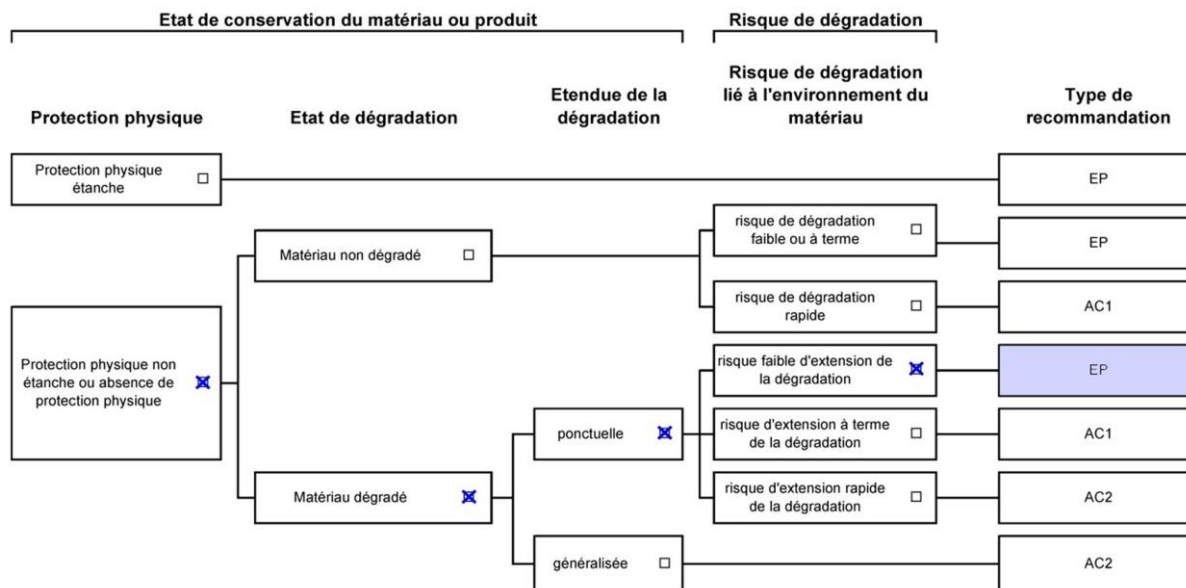 Etat de conservation du matériau ou produit
Risque de dégradation
Protection physique
Etat de dégradation
Etendue de la
dégradation
Risque de dégradation
lié à l'environnement du
matériau
Type de
recommandation
Protection physique
étanche
EP
risque de dégradation
faible ou à terme
EP
Matériau non dégradé
risque de dégradation
rapide
AC1
Protection physique non
étanche ou absence de
protection physique
risque faible d'extension de
la dégradation
EP
ponctuelle
risque d'extension à terme
de la dégradation
AC1
Matériau dégradé
risque d'extension rapide
de la dégradation
AC2
généralisée
AC2